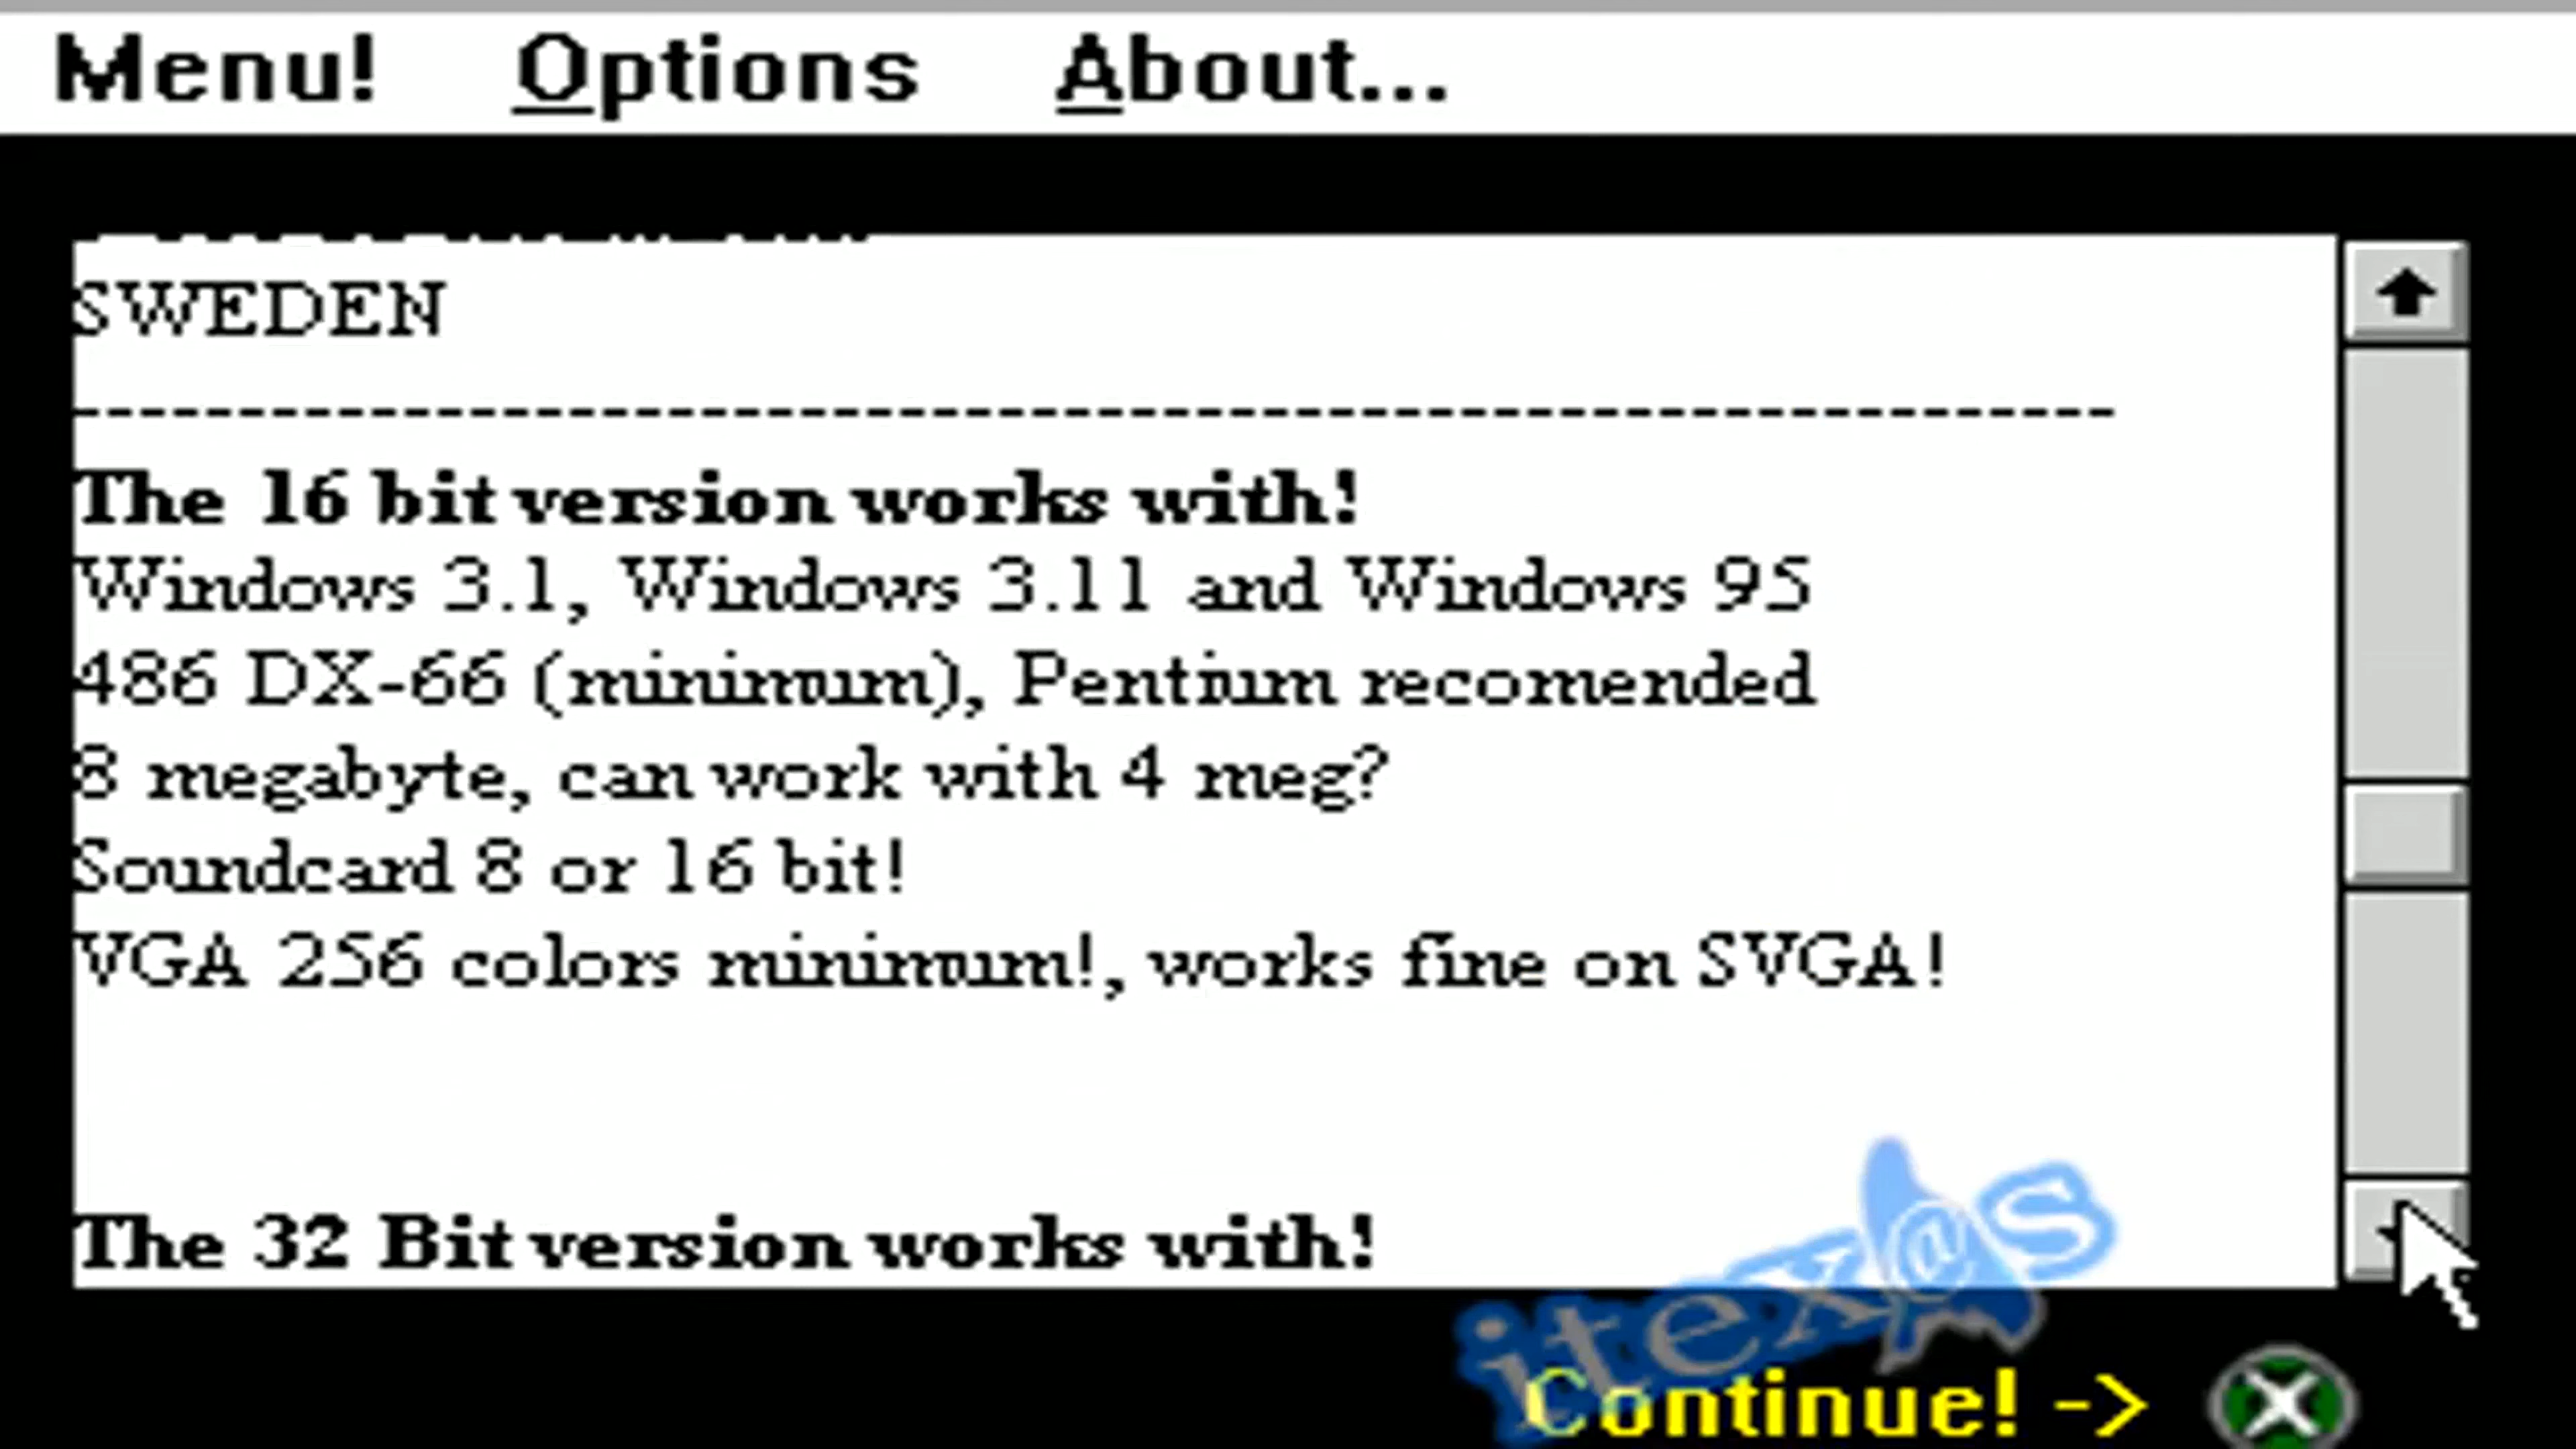 Menu! Options About...
SWEDEN
----------------------------------------------------------------
The 16 bit version works with!
Windows 3.1, Windows 3.11 and Windows 95
486 DX-66 (minimum), Pentium recomended
8 megabyte, can work with 4 meg?
Soundcard 8 or 16 bit!
VGA 256 colors minimum!, works fine on SVGA!
The 32 Bit version works with!
itex@s
Continue! ->